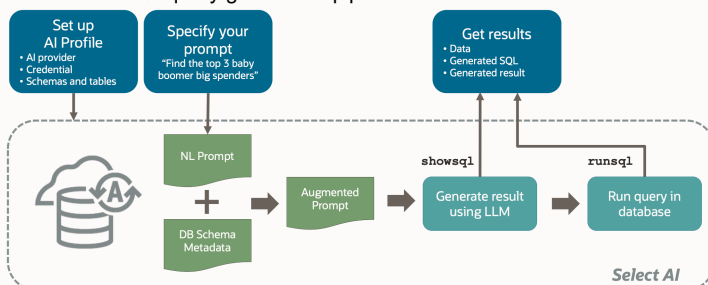 Set up
AI Profile
• AI provider
• Credential
• Schemas and tables
Specify your
prompt
“Find the top 3 baby
boomer big spenders”
Get results
• Data
• Generated SQL
• Generated result
NL Prompt
+
DB Schema
Metadata
Augmented
Prompt
showsql
Generate result
using LLM
runsql
Run query in
database
A
Select AI